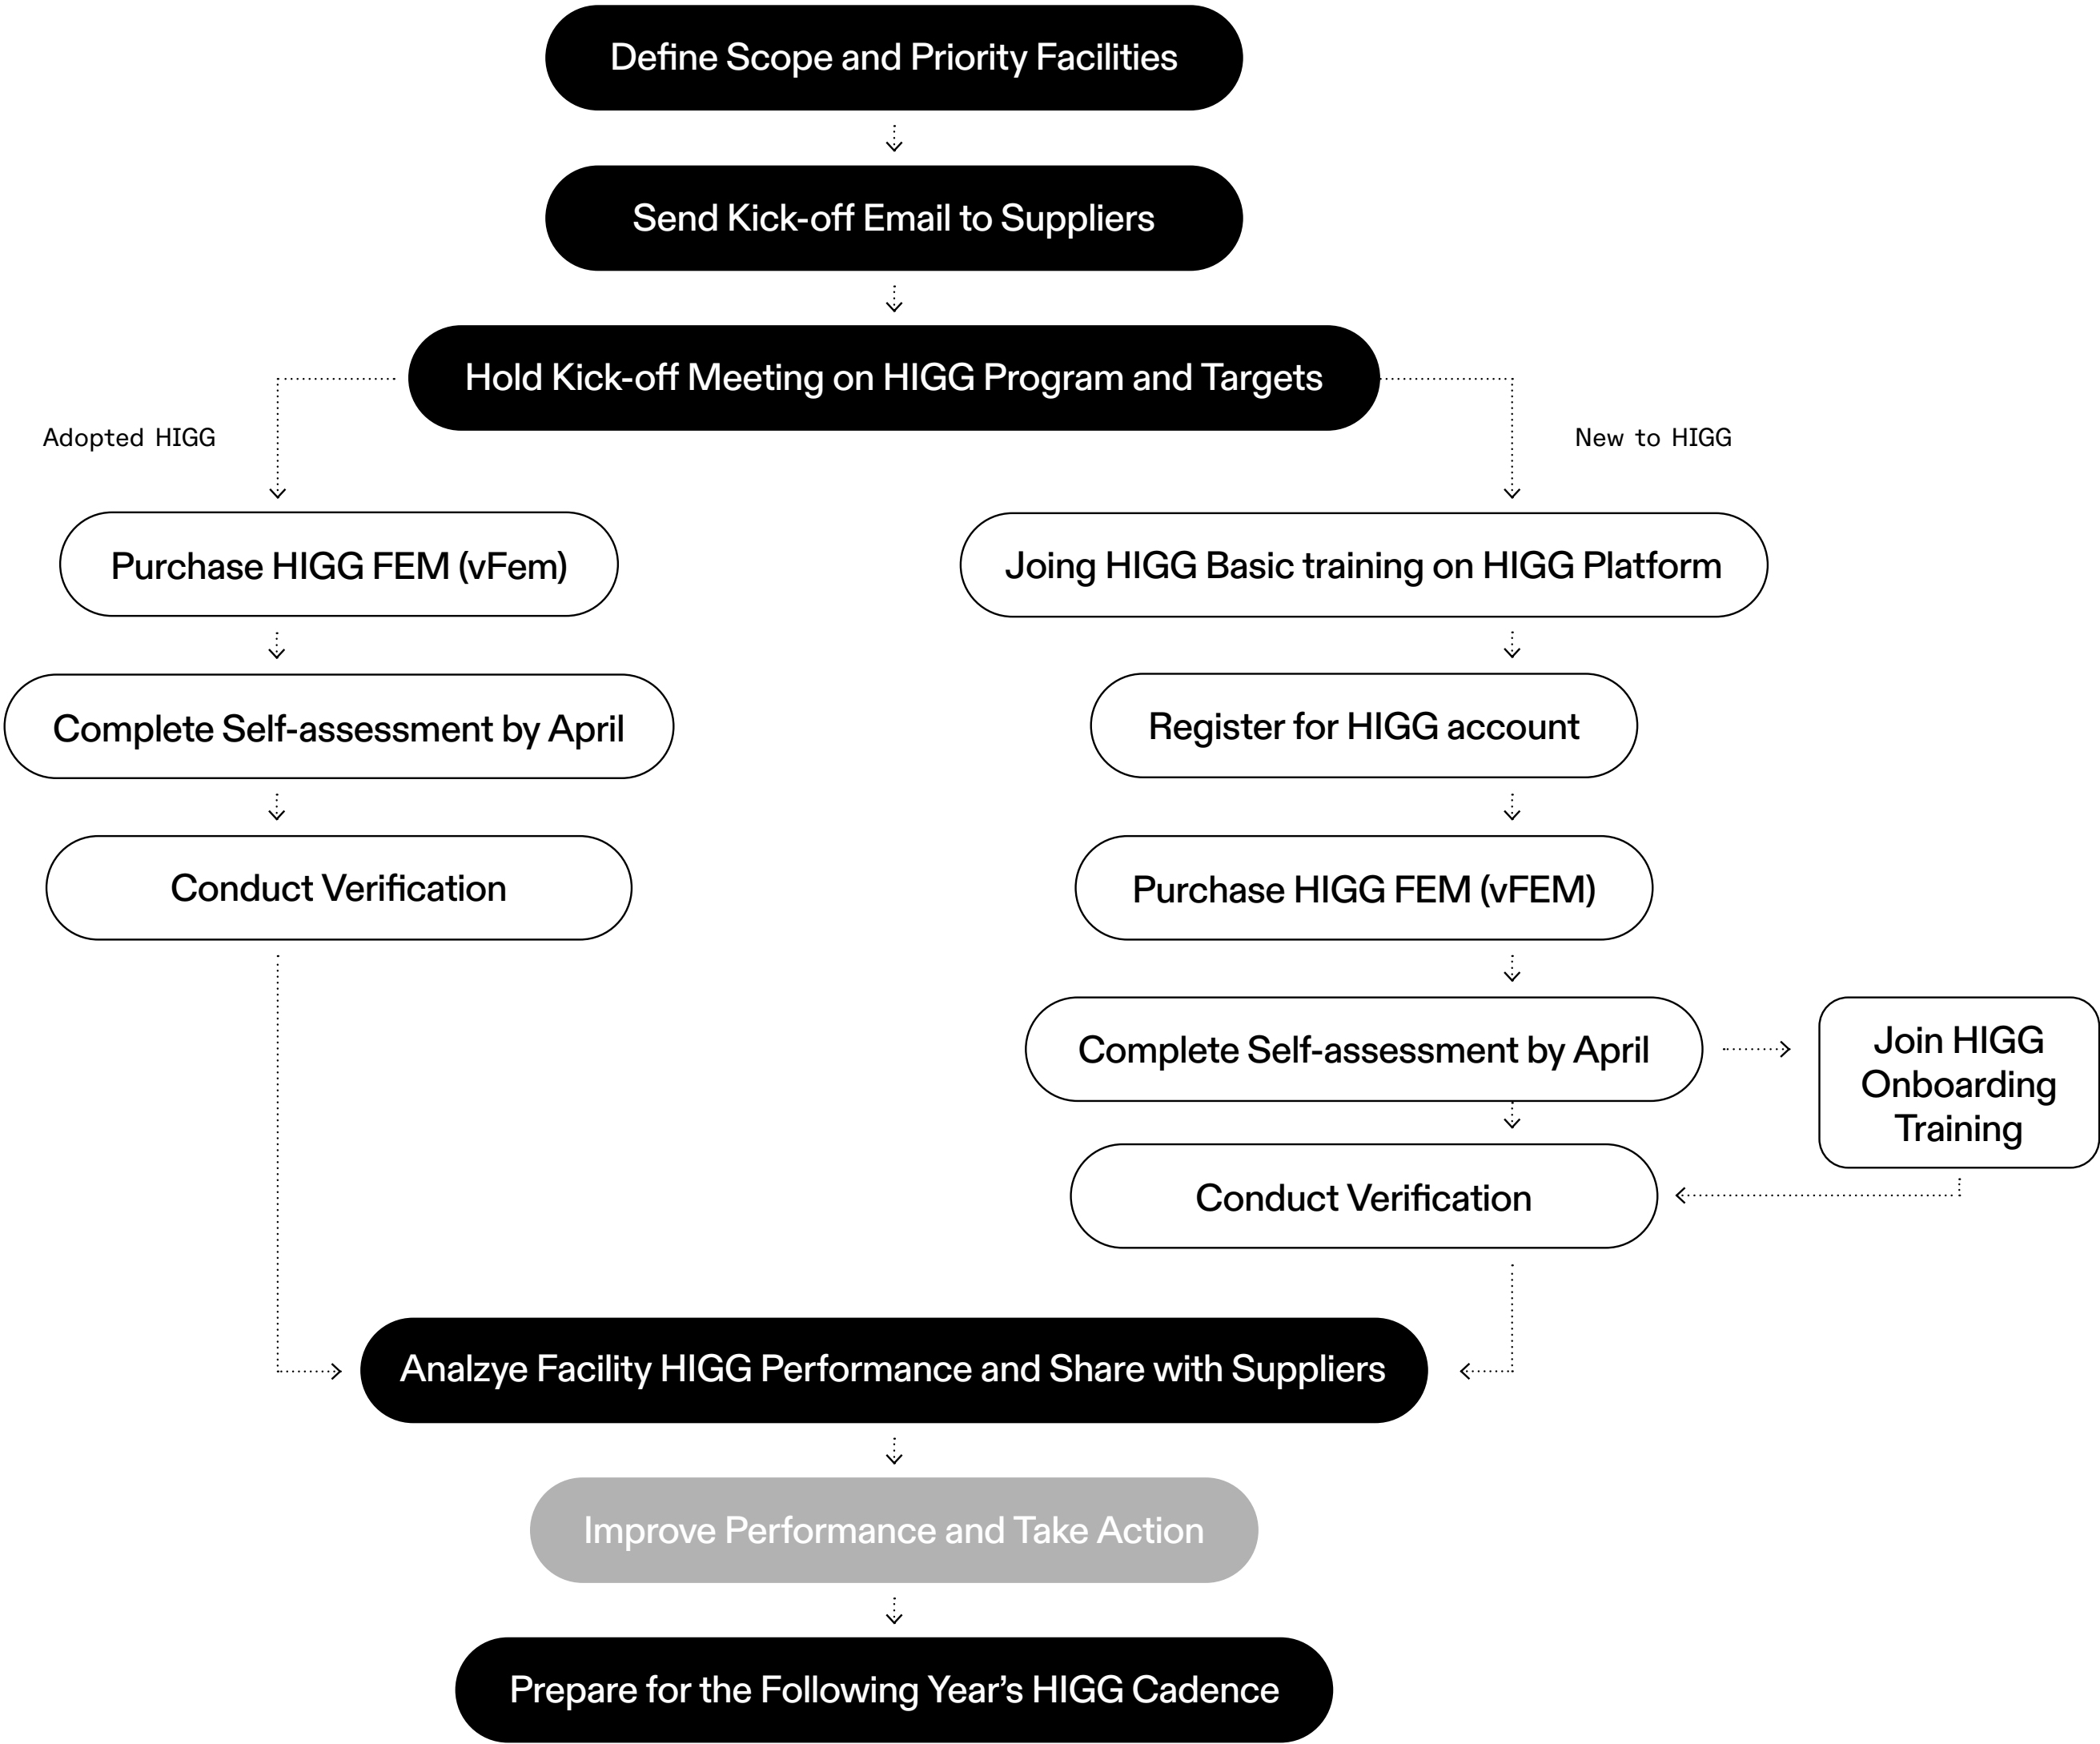 Define Scope and Priority Facilities
Send Kick-off Email to Suppliers
Hold Kick-off Meeting on HIGG Program and Targets
Adopted HIGG
Purchase HIGG FEM (vFem)
Complete Self-assessment by April
Conduct Verification
New to HIGG
Joing HIGG Basic training on HIGG Platform
Register for HIGG account
Purchase HIGG FEM (vFEM)
Complete Self-assessment by April
Join HIGG
Onboarding
Training
Conduct Verification
Analzye Facility HIGG Performance and Share with Suppliers
Improve Performance and Take Action
Prepare for the Following Year’s HIGG Cadence